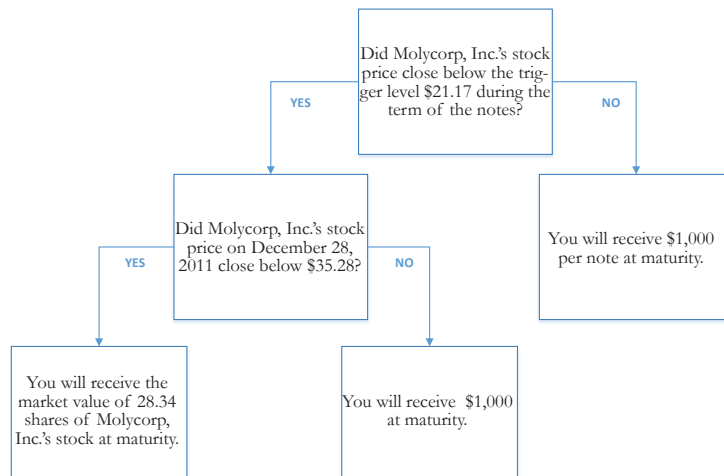 Did Molycorp, Inc.'s stock
price close below the trig-
ger level $21.17 during the
term of the notes?
YES
NO
Did Molycorp, Inc.'s stock
price on December 28,
2011 close below $35.28?
You will receive $1,000
per note at maturity.
YES
NO
You will receive the
market value of 28.34
shares of Molycorp,
Inc.'s stock at maturity.
You will receive $1,000
at maturity.